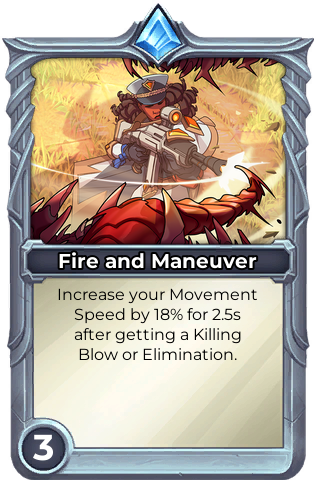 Fire and Maneuver
Increase your Movement
Speed by 18% for 2.5s
after getting a Killing
Blow or Elimination.
3